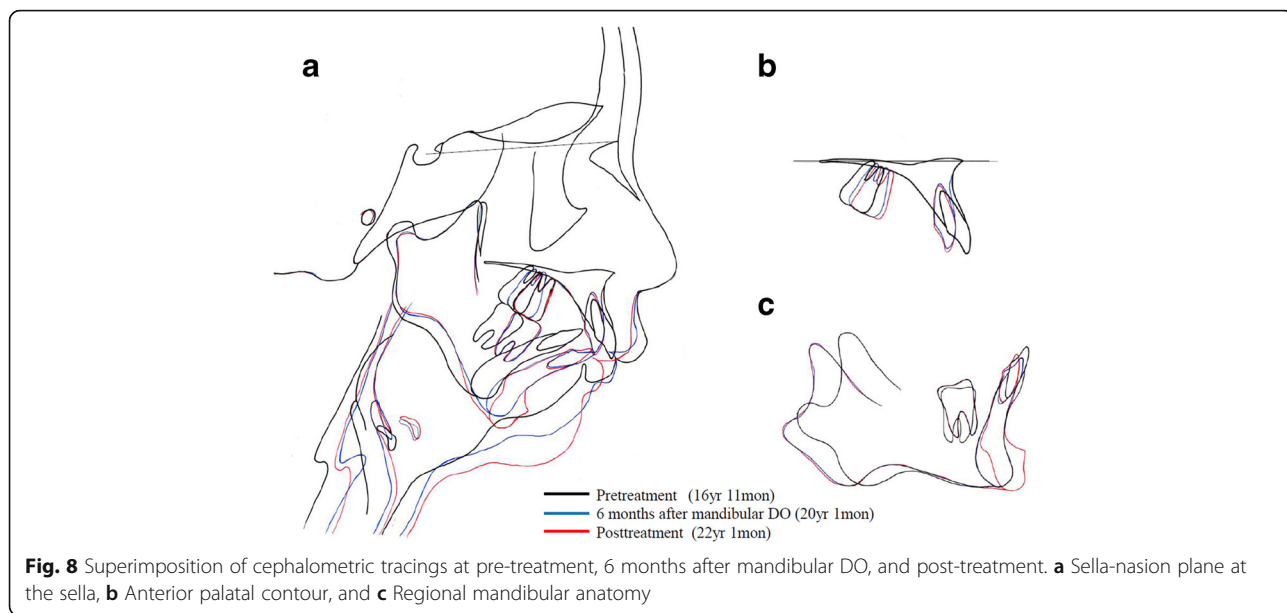 a
b
c
Pretreatment (16yr 11mon)
6 months after mandibular DO (20yr 1mon)
Posttreatment (22yr 1mon)
Fig. 8 Superimposition of cephalometric tracings at pre-treatment, 6 months after mandibular DO, and post-treatment. a Sella-nasion plane at
the sella, b Anterior palatal contour, and c Regional mandibular anatomy